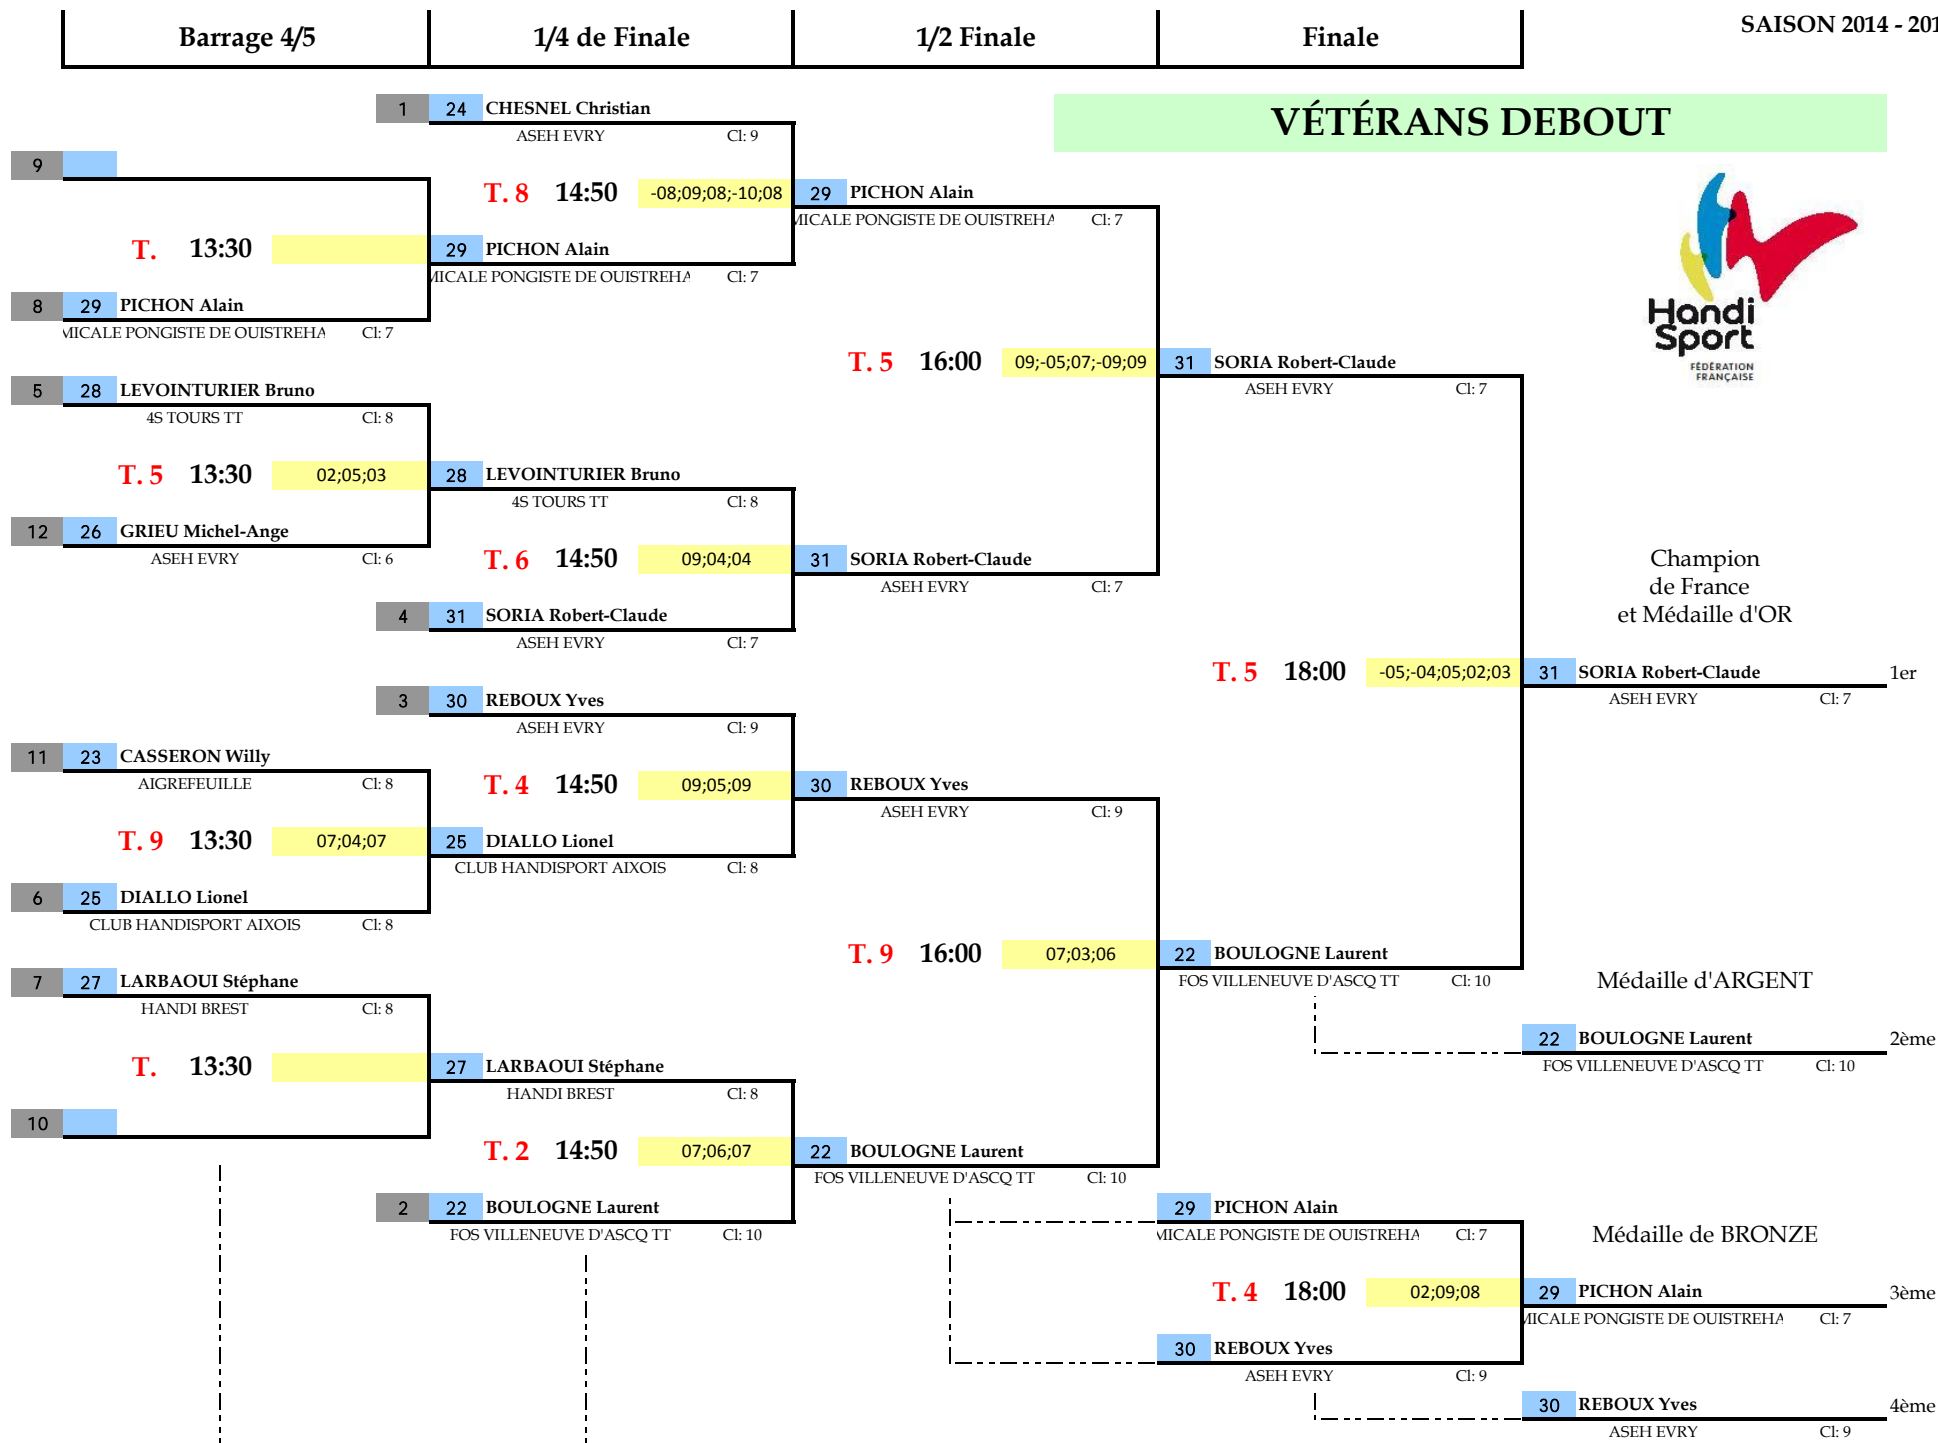 Barrage 4/5
1/4 de Finale
1/2 Finale
Finale
SAISON 2014 - 201
VÉTÉRANS DEBOUT
1 24 CHESNEL Christian
ASEH EVRY Cl: 9
9
T. 8 14:50 -08;09;08;-10;08
29 PICHON Alain
MICALE PONGISTE DE OUISTREHA Cl: 7
T. 13:30
29 PICHON Alain
MICALE PONGISTE DE OUISTREHA Cl: 7
8 29 PICHON Alain
MICALE PONGISTE DE OUISTREHA Cl: 7
Handi
Sport
FÉDÉRATION
FRANÇAISE
T. 5 16:00 09;-05;07;-09;09
31 SORIA Robert-Claude
ASEH EVRY Cl: 7
5 28 LEVOINTURIER Bruno
4S TOURS TT Cl: 8
T. 5 13:30 02;05;03
28 LEVOINTURIER Bruno
4S TOURS TT Cl: 8
12 26 GRIEU Michel-Ange
ASEH EVRY Cl: 6
T. 6 14:50 09;04;04
31 SORIA Robert-Claude
ASEH EVRY Cl: 7
4 31 SORIA Robert-Claude
ASEH EVRY Cl: 7
Champion
de France
et Médaille d'OR
T. 5 18:00 -05;-04;05;02;03
31 SORIA Robert-Claude 1er
ASEH EVRY Cl: 7
3 30 REBOUX Yves
ASEH EVRY Cl: 9
11 23 CASSERON Willy
AIGREFEUILLE Cl: 8
T. 4 14:50 09;05;09
30 REBOUX Yves
ASEH EVRY Cl: 9
T. 9 13:30 07;04;07
25 DIALLO Lionel
CLUB HANDISPORT AIXOIS Cl: 8
6 25 DIALLO Lionel
CLUB HANDISPORT AIXOIS Cl: 8
T. 9 16:00 07;03;06
22 BOULOGNE Laurent
FOS VILLENEUVE D'ASCQ TT Cl: 10
7 27 LARBAOUI Stéphane
HANDI BREST Cl: 8
Médaille d'ARGENT
22 BOULOGNE Laurent 2ème
FOS VILLENEUVE D'ASCQ TT Cl: 10
T. 13:30
27 LARBAOUI Stéphane
HANDI BREST Cl: 8
10
T. 2 14:50 07;06;07
22 BOULOGNE Laurent
FOS VILLENEUVE D'ASCQ TT Cl: 10
2 22 BOULOGNE Laurent
FOS VILLENEUVE D'ASCQ TT Cl: 10
29 PICHON Alain
MICALE PONGISTE DE OUISTREHA Cl: 7
Médaille de BRONZE
T. 4 18:00 02;09;08
29 PICHON Alain 3ème
MICALE PONGISTE DE OUISTREHA Cl: 7
30 REBOUX Yves
ASEH EVRY Cl: 9
30 REBOUX Yves 4ème
ASEH EVRY Cl: 9